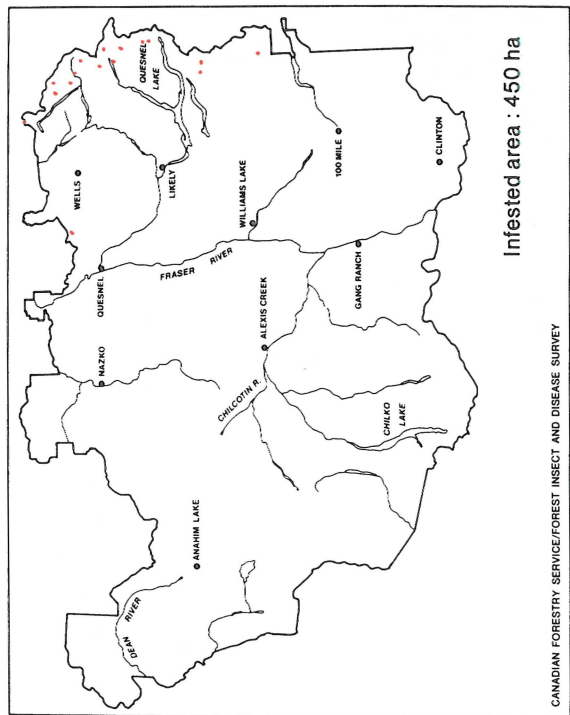 WELLS
QUESNEL
LAKE
LIKELY
QUESNEL
NAZKO
FRASER RIVER
WILLIAMS LAKE
100 MILE
CLINTON
GANG RANCH
ALEXIS CREEK
CHILCOTIN R.
CHILKO
LAKE
ANAHIM LAKE
DEAN RIVER
Infested area : 450 ha
CANADIAN FORESTRY SERVICE/FOREST INSECT AND DISEASE SURVEY